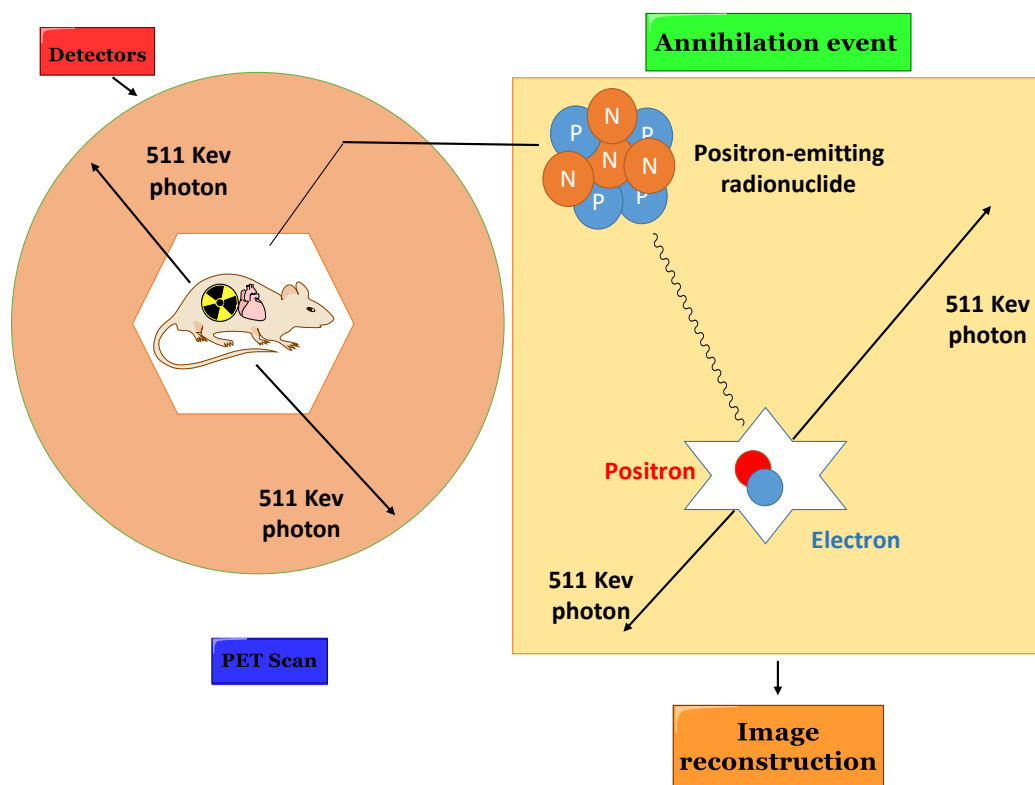 Detectors
Annihilation event
511 Kev
photon
N
P
P
N
N
N
P
P
Positron-emitting
radionuclide
511 Kev
photon
511 Kev
photon
Positron
Electron
511 Kev
photon
PET Scan
Image
reconstruction